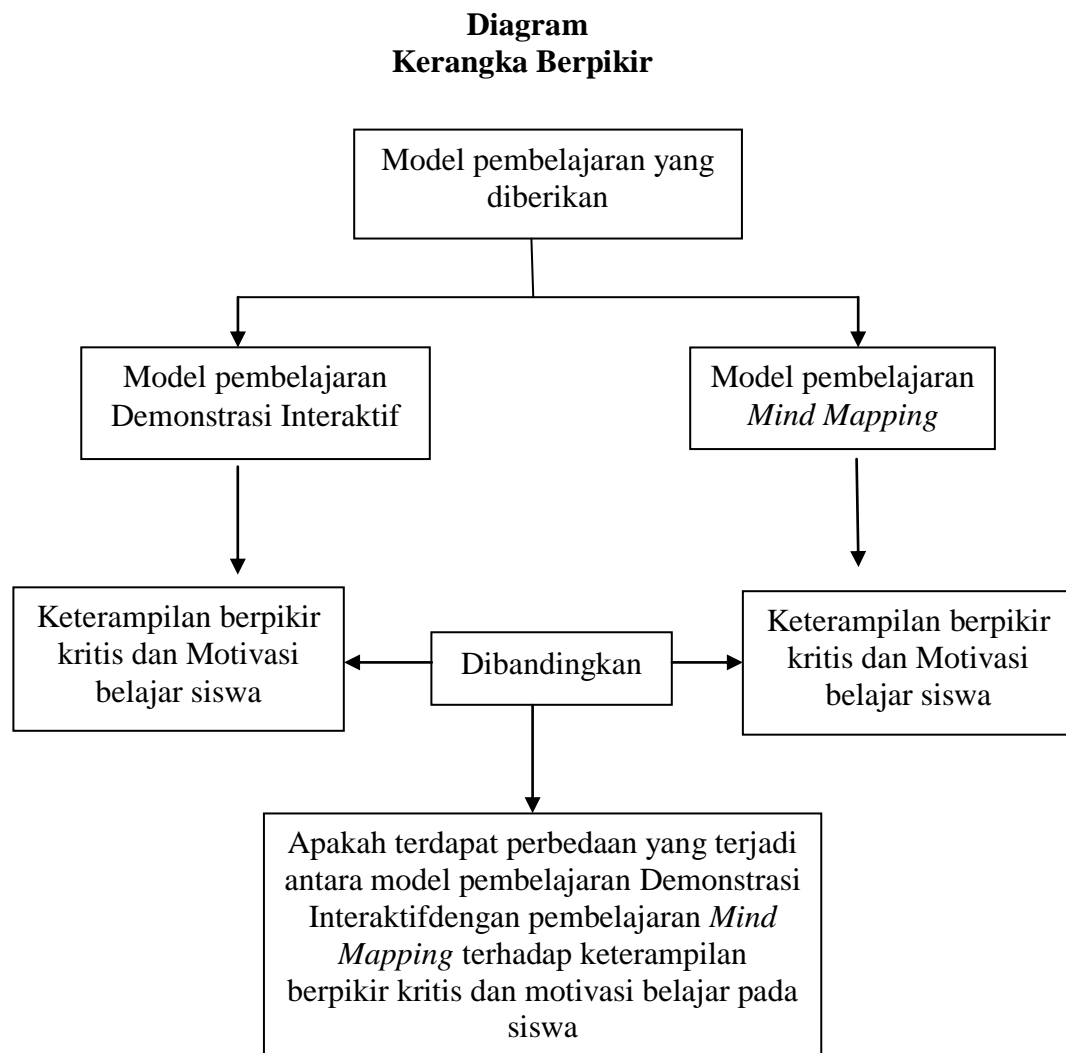 Diagram
Kerangka Berpikir
Model pembelajaran yang
diberikan
Model pembelajaran
Demonstrasi Interaktif
Model pembelajaran
Mind Mapping
Keterampilan berpikir
kritis dan Motivasi
belajar siswa
Dibandingkan
Keterampilan berpikir
kritis dan Motivasi
belajar siswa
Apakah terdapat perbedaan yang terjadi
antara model pembelajaran Demonstrasi
Interaktifdengan pembelajaran Mind
Mapping terhadap keterampilan
berpikir kritis dan motivasi belajar pada
siswa